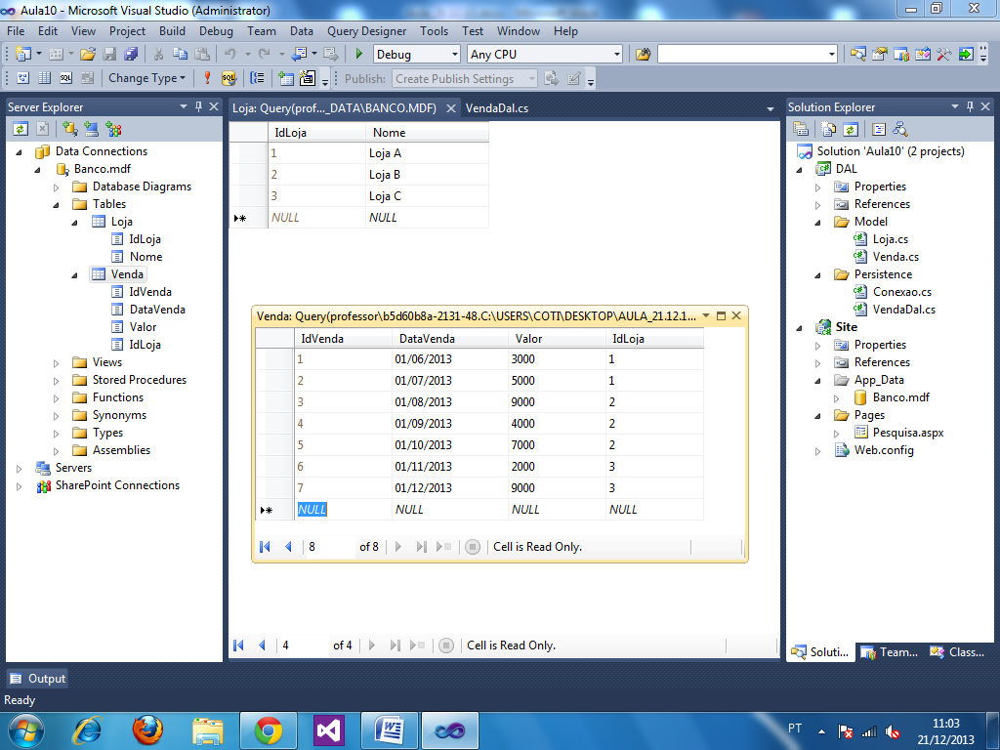 Aula10 - Microsoft Visual Studio (Administrator)
File Edit View Project Build Debug Team Data Query Designer Tools Test Window Help
Debug Any CPU
Change Type Publish: Create Publish Settings
Server Explorer
Data Connections
Banco.mdf
Database Diagrams
Tables
Loja
IdLoja
Nome
Venda
IdVenda
DataVenda
Valor
IdLoja
Views
Stored Procedures
Functions
Synonyms
Types
Assemblies
Servers
SharePoint Connections
Loja: Query(prof..._DATA\BANCO.MDF) VendaDal.cs
IdLoja Nome
1 Loja A
2 Loja B
3 Loja C
NULL NULL
Venda: Query(professor\b5d60b8a-2131-48.C:\USERS\COTI\DESKTOP\AULA_21.12.1...
IdVenda DataVenda Valor IdLoja
1 01/06/2013 3000 1
2 01/07/2013 5000 1
3 01/08/2013 9000 2
4 01/09/2013 4000 2
5 01/10/2013 7000 2
6 01/11/2013 2000 3
7 01/12/2013 9000 3
NULL NULL NULL NULL
8 of 8 Cell is Read Only.
4 of 4 Cell is Read Only.
Solution Explorer
Solution 'Aula10' (2 projects)
DAL
Properties
References
Model
Loja.cs
Venda.cs
Persistence
Conexao.cs
VendaDal.cs
Site
Properties
References
App_Data
Banco.mdf
Pages
Pesquisa.aspx
Web.config
Soluti... Team... Class...
Output
Ready
PT 11:03
21/12/2013